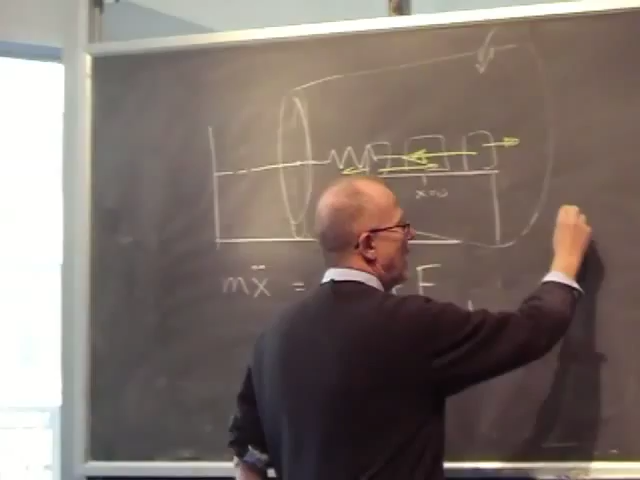 x=0
mẍ = F